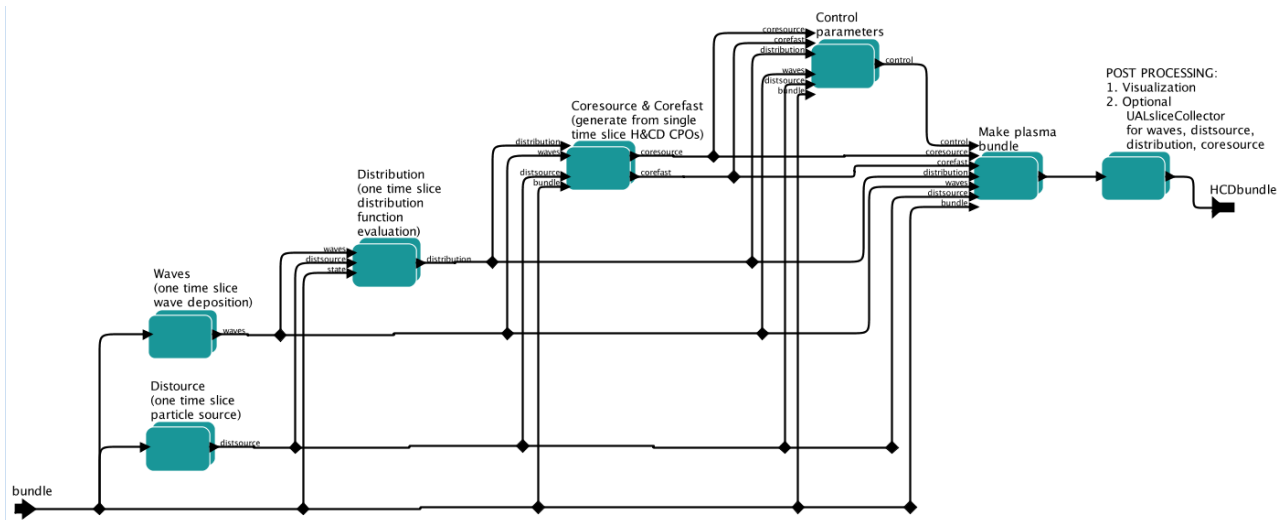 Control
parameters
coresource
corefast
distribution
waves
distsource
bundle
control
POST PROCESSING:
1. Visualization
2. Optional
UALsliceCollector
for waves, distsource,
distribution, coresource
Coresource & Corefast
(generate from single
time slice H&CD CPOs)
distribution
waves
distsource
bundle
coresource
corefast
Make plasma
bundle
control
coresource
corefast
distribution
waves
distsource
bundle
HCDbundle
Distribution
(one time slice
distribution
function
evaluation)
waves
distsource
state
distribution
Waves
(one time slice
wave deposition)
waves
Distource
(one time slice
particle source)
distsource
bundle